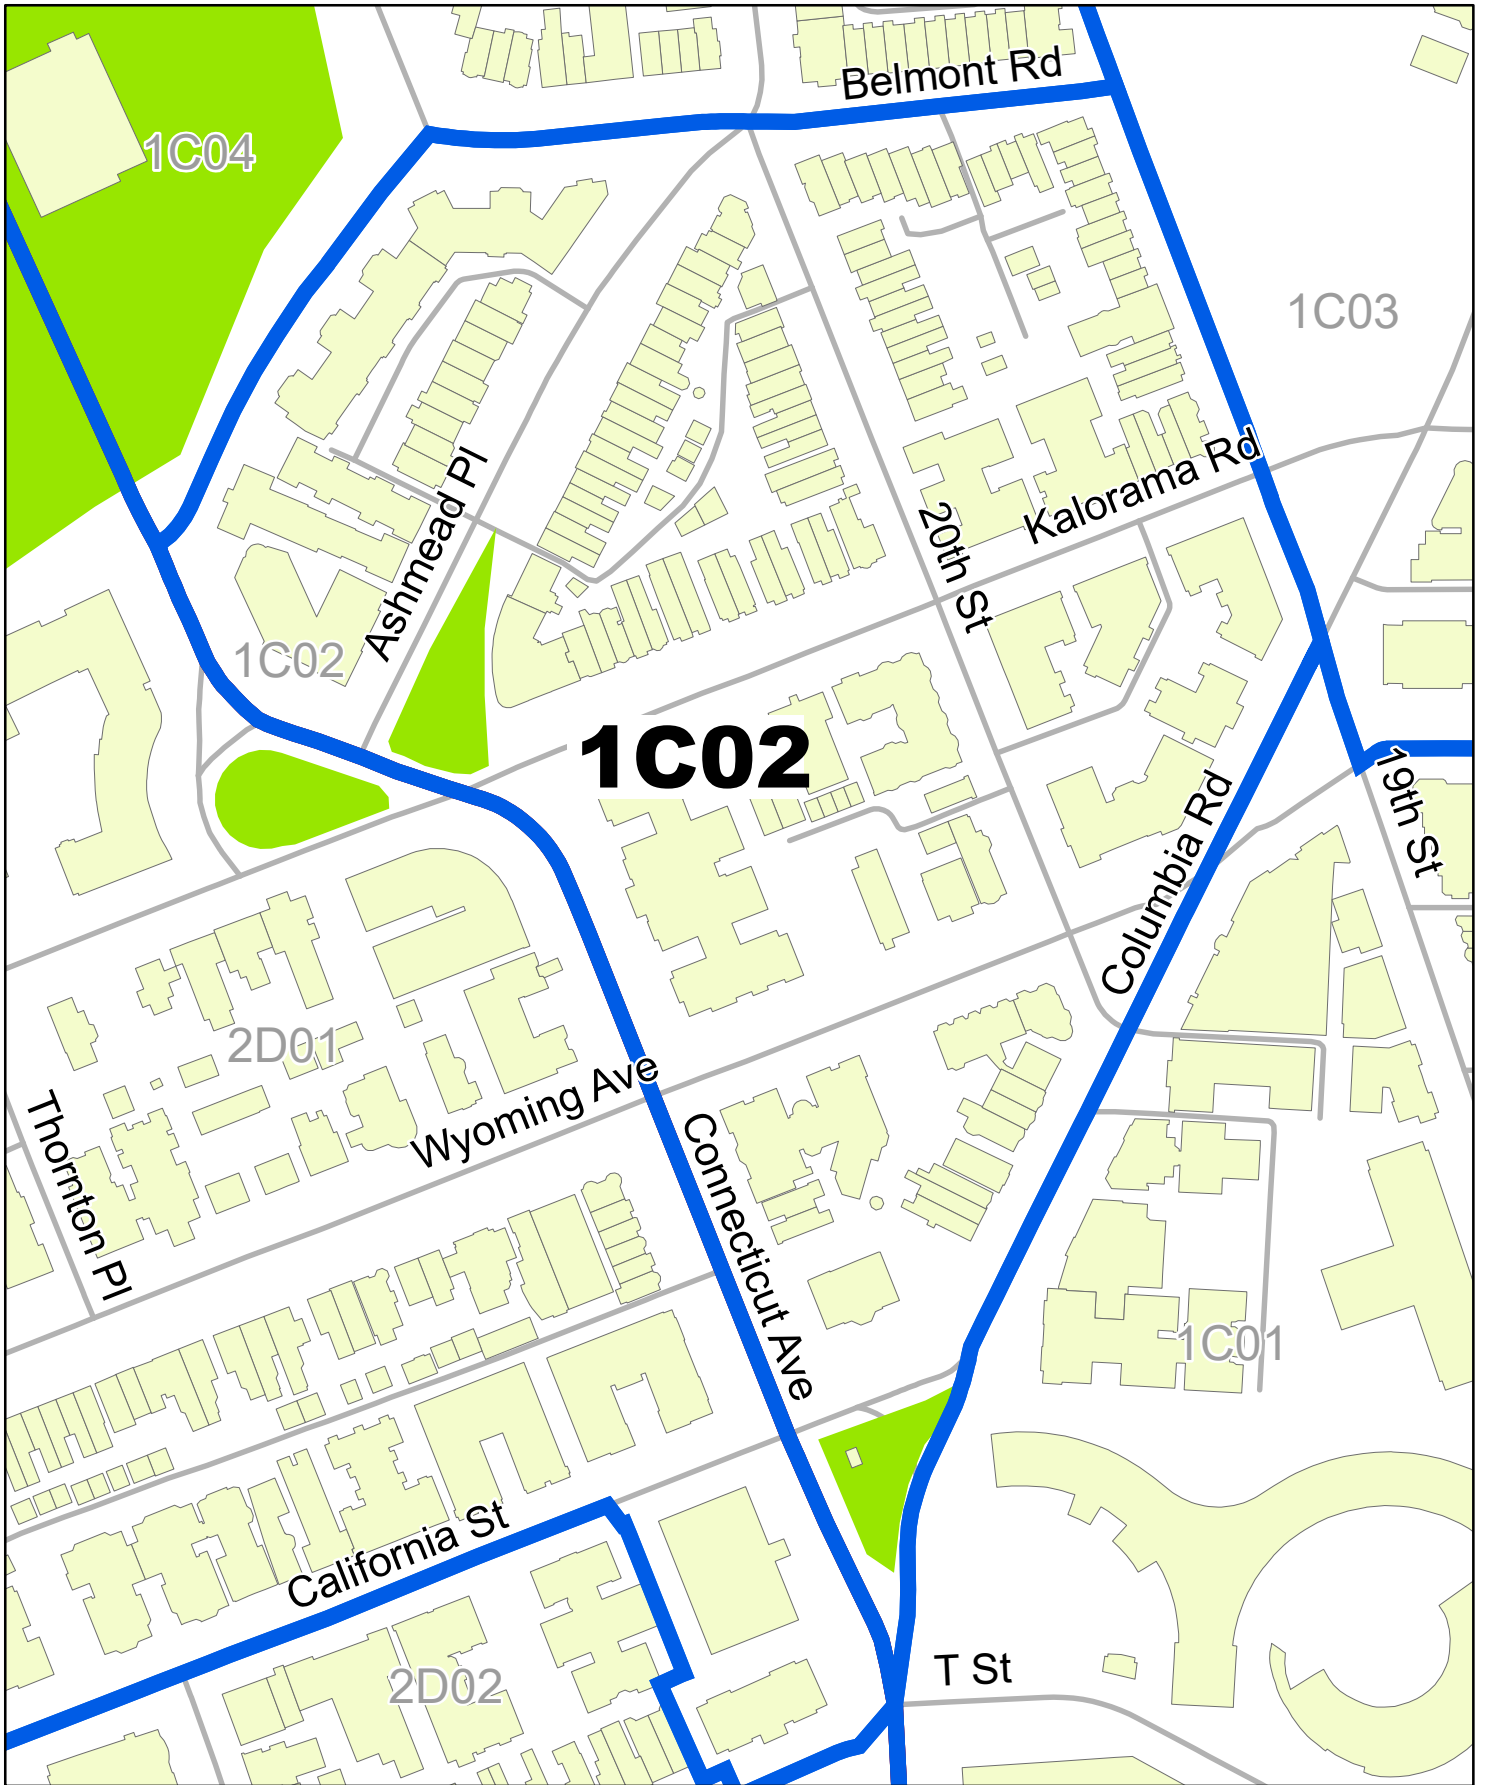 Belmont Rd
1C04
1C03
Kalorama Rd
Ashmead Pl
20th St
1C02
1C02
19th St
Columbia Rd
2D01
Wyoming Ave
Thornton Pl
Connecticut Ave
1C01
California St
T St
2D02